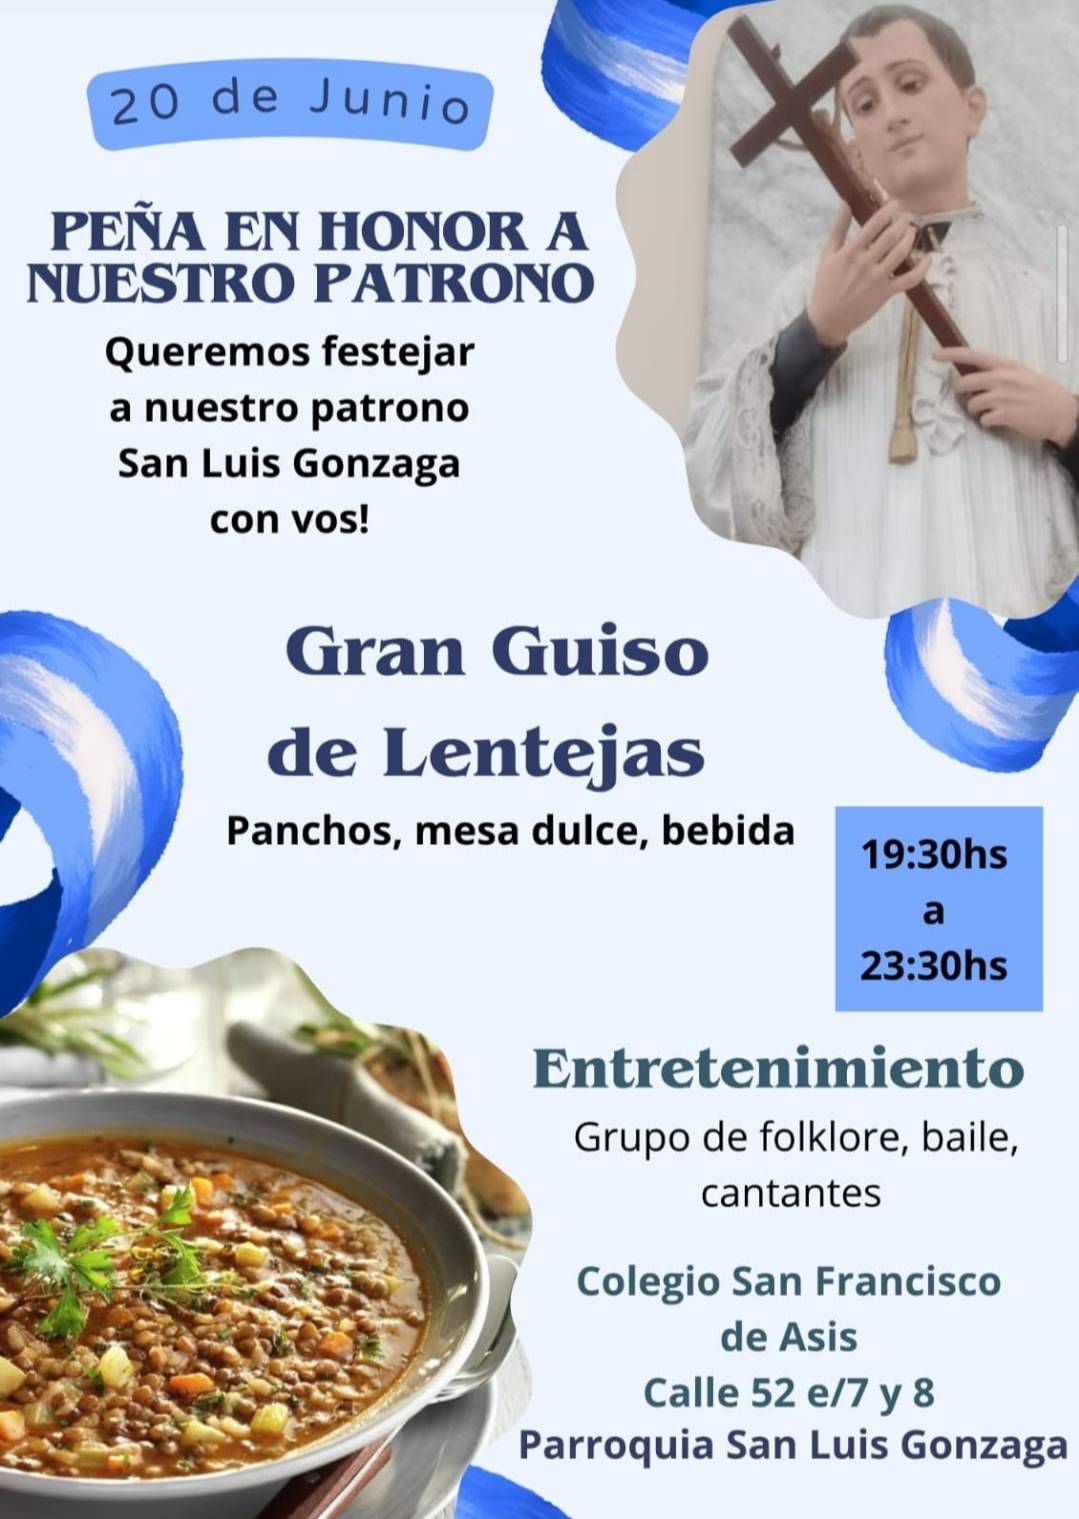 20 de Junio
PEÑA EN HONOR A
NUESTRO PATRONO
Queremos festejar
a nuestro patrono
San Luis Gonzaga
con vos!
Gran Guiso
de Lentejas
Panchos, mesa dulce, bebida
19:30hs
a
23:30hs
Entretenimiento
Grupo de folklore, baile,
cantantes
Colegio San Francisco
de Asis
Calle 52 e/7 y 8
Parroquia San Luis Gonzaga